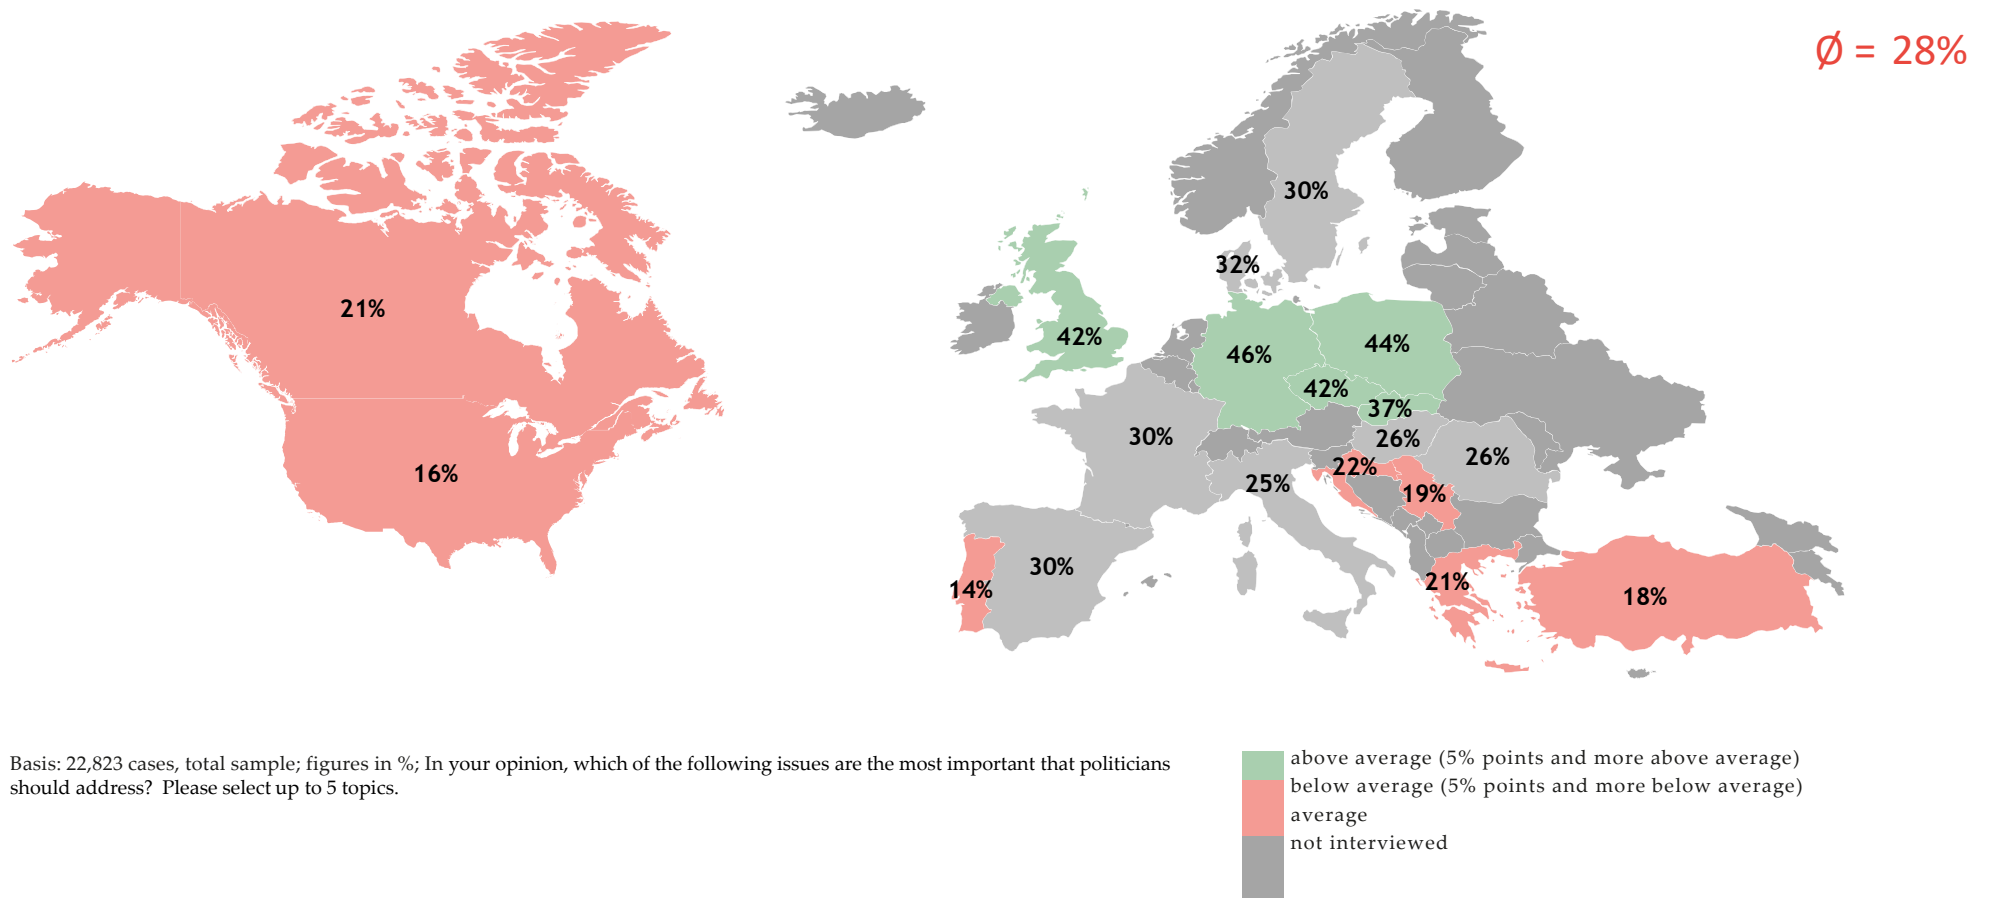 Ø = 28%
30%
32%
21%
42%
46%
44%
42%
37%
30%
26%
26%
22%
16%
25%
19%
30%
14%
21%
18%
Basis: 22,823 cases, total sample; figures in %; In your opinion, which of the following issues are the most important that politicians
should address?  Please select up to 5 topics.
above average (5% points and more above average)
below average (5% points and more below average)
average
not interviewed